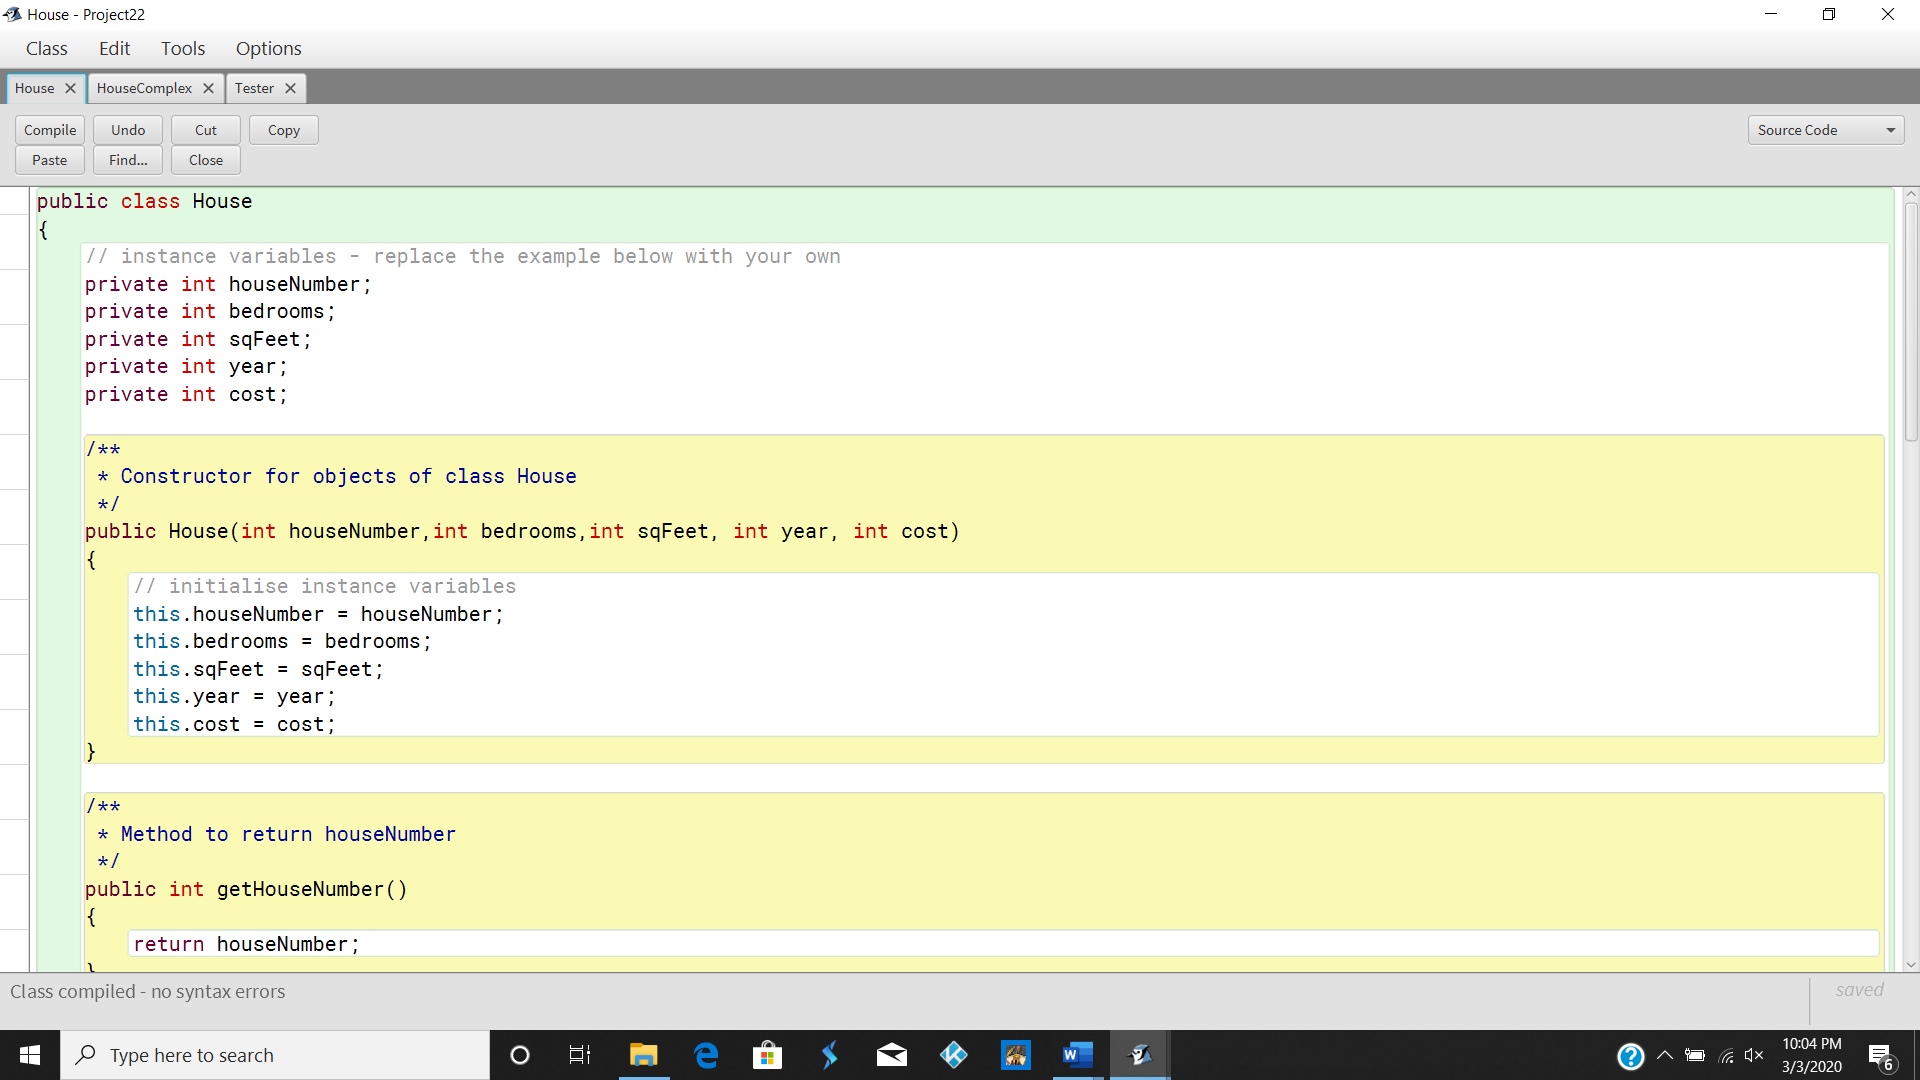 House - Project22
Class Edit Tools Options
House HouseComplex Tester
Compile Undo Cut Copy Source Code
Paste Find... Close
public class House
{
// instance variables - replace the example below with your own
private int houseNumber;
private int bedrooms;
private int sqFeet;
private int year;
private int cost;
/**
* Constructor for objects of class House
*/
public House(int houseNumber,int bedrooms,int sqFeet, int year, int cost)
{
// initialise instance variables
this.houseNumber = houseNumber;
this.bedrooms = bedrooms;
this.sqFeet = sqFeet;
this.year = year;
this.cost = cost;
}
/**
* Method to return houseNumber
*/
public int getHouseNumber()
{
return houseNumber;
}
Class compiled - no syntax errors
saved
Type here to search
10:04 PM
3/3/2020
6